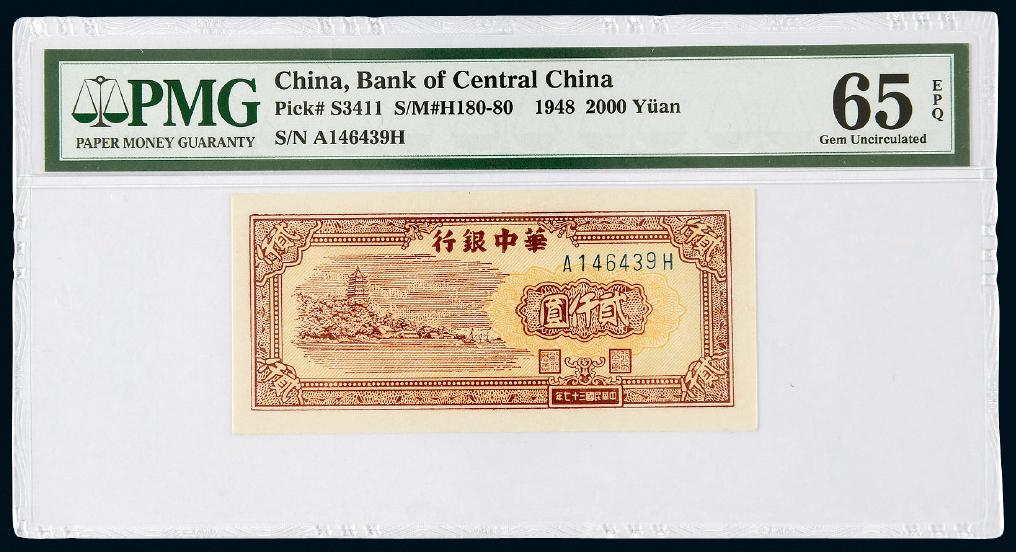 PMG
PAPER MONEY GUARANTY
China, Bank of Central China
Pick# S3411 S/M#H180-80 1948 2000 Yüan
S/N A146439H
65
EPQ
Gem Uncirculated
行銀中華
A146439H
圓仟貳
年七十三國民華中